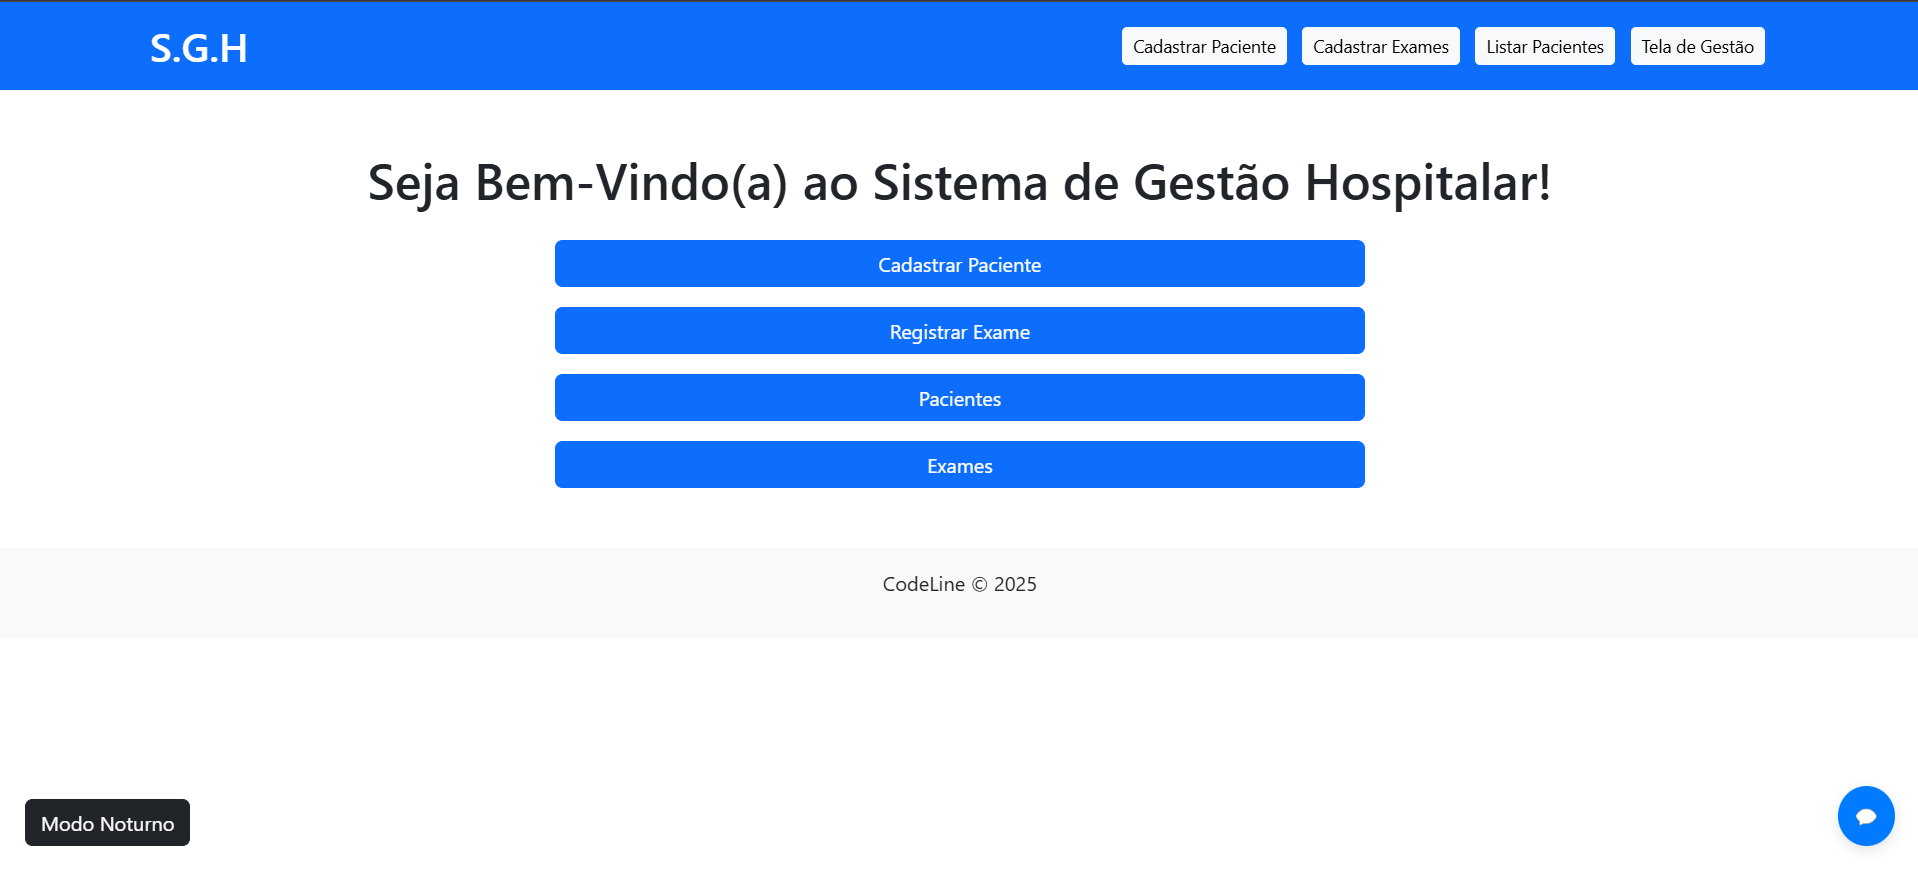 S.G.H
Cadastrar Paciente
Cadastrar Exames
Listar Pacientes
Tela de Gestão
Seja Bem-Vindo(a) ao Sistema de Gestão Hospitalar!
Cadastrar Paciente
Registrar Exame
Pacientes
Exames
CodeLine © 2025
Modo Noturno